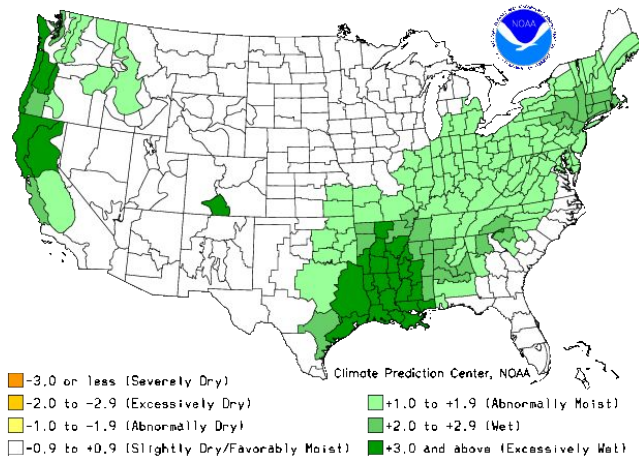 NOAA
Climate Prediction Center, NOAA
-3.0 or less (Severely Dry)
-2.0 to -2.9 (Excessively Dry)
-1.0 to -1.9 (Abnormally Dry)
-0.9 to +0.9 (Slightly Dry/Favorably Moist)
+1.0 to +1.9 (Abnormally Moist)
+2.0 to +2.9 (Wet)
+3.0 and above (Excessively Wet)